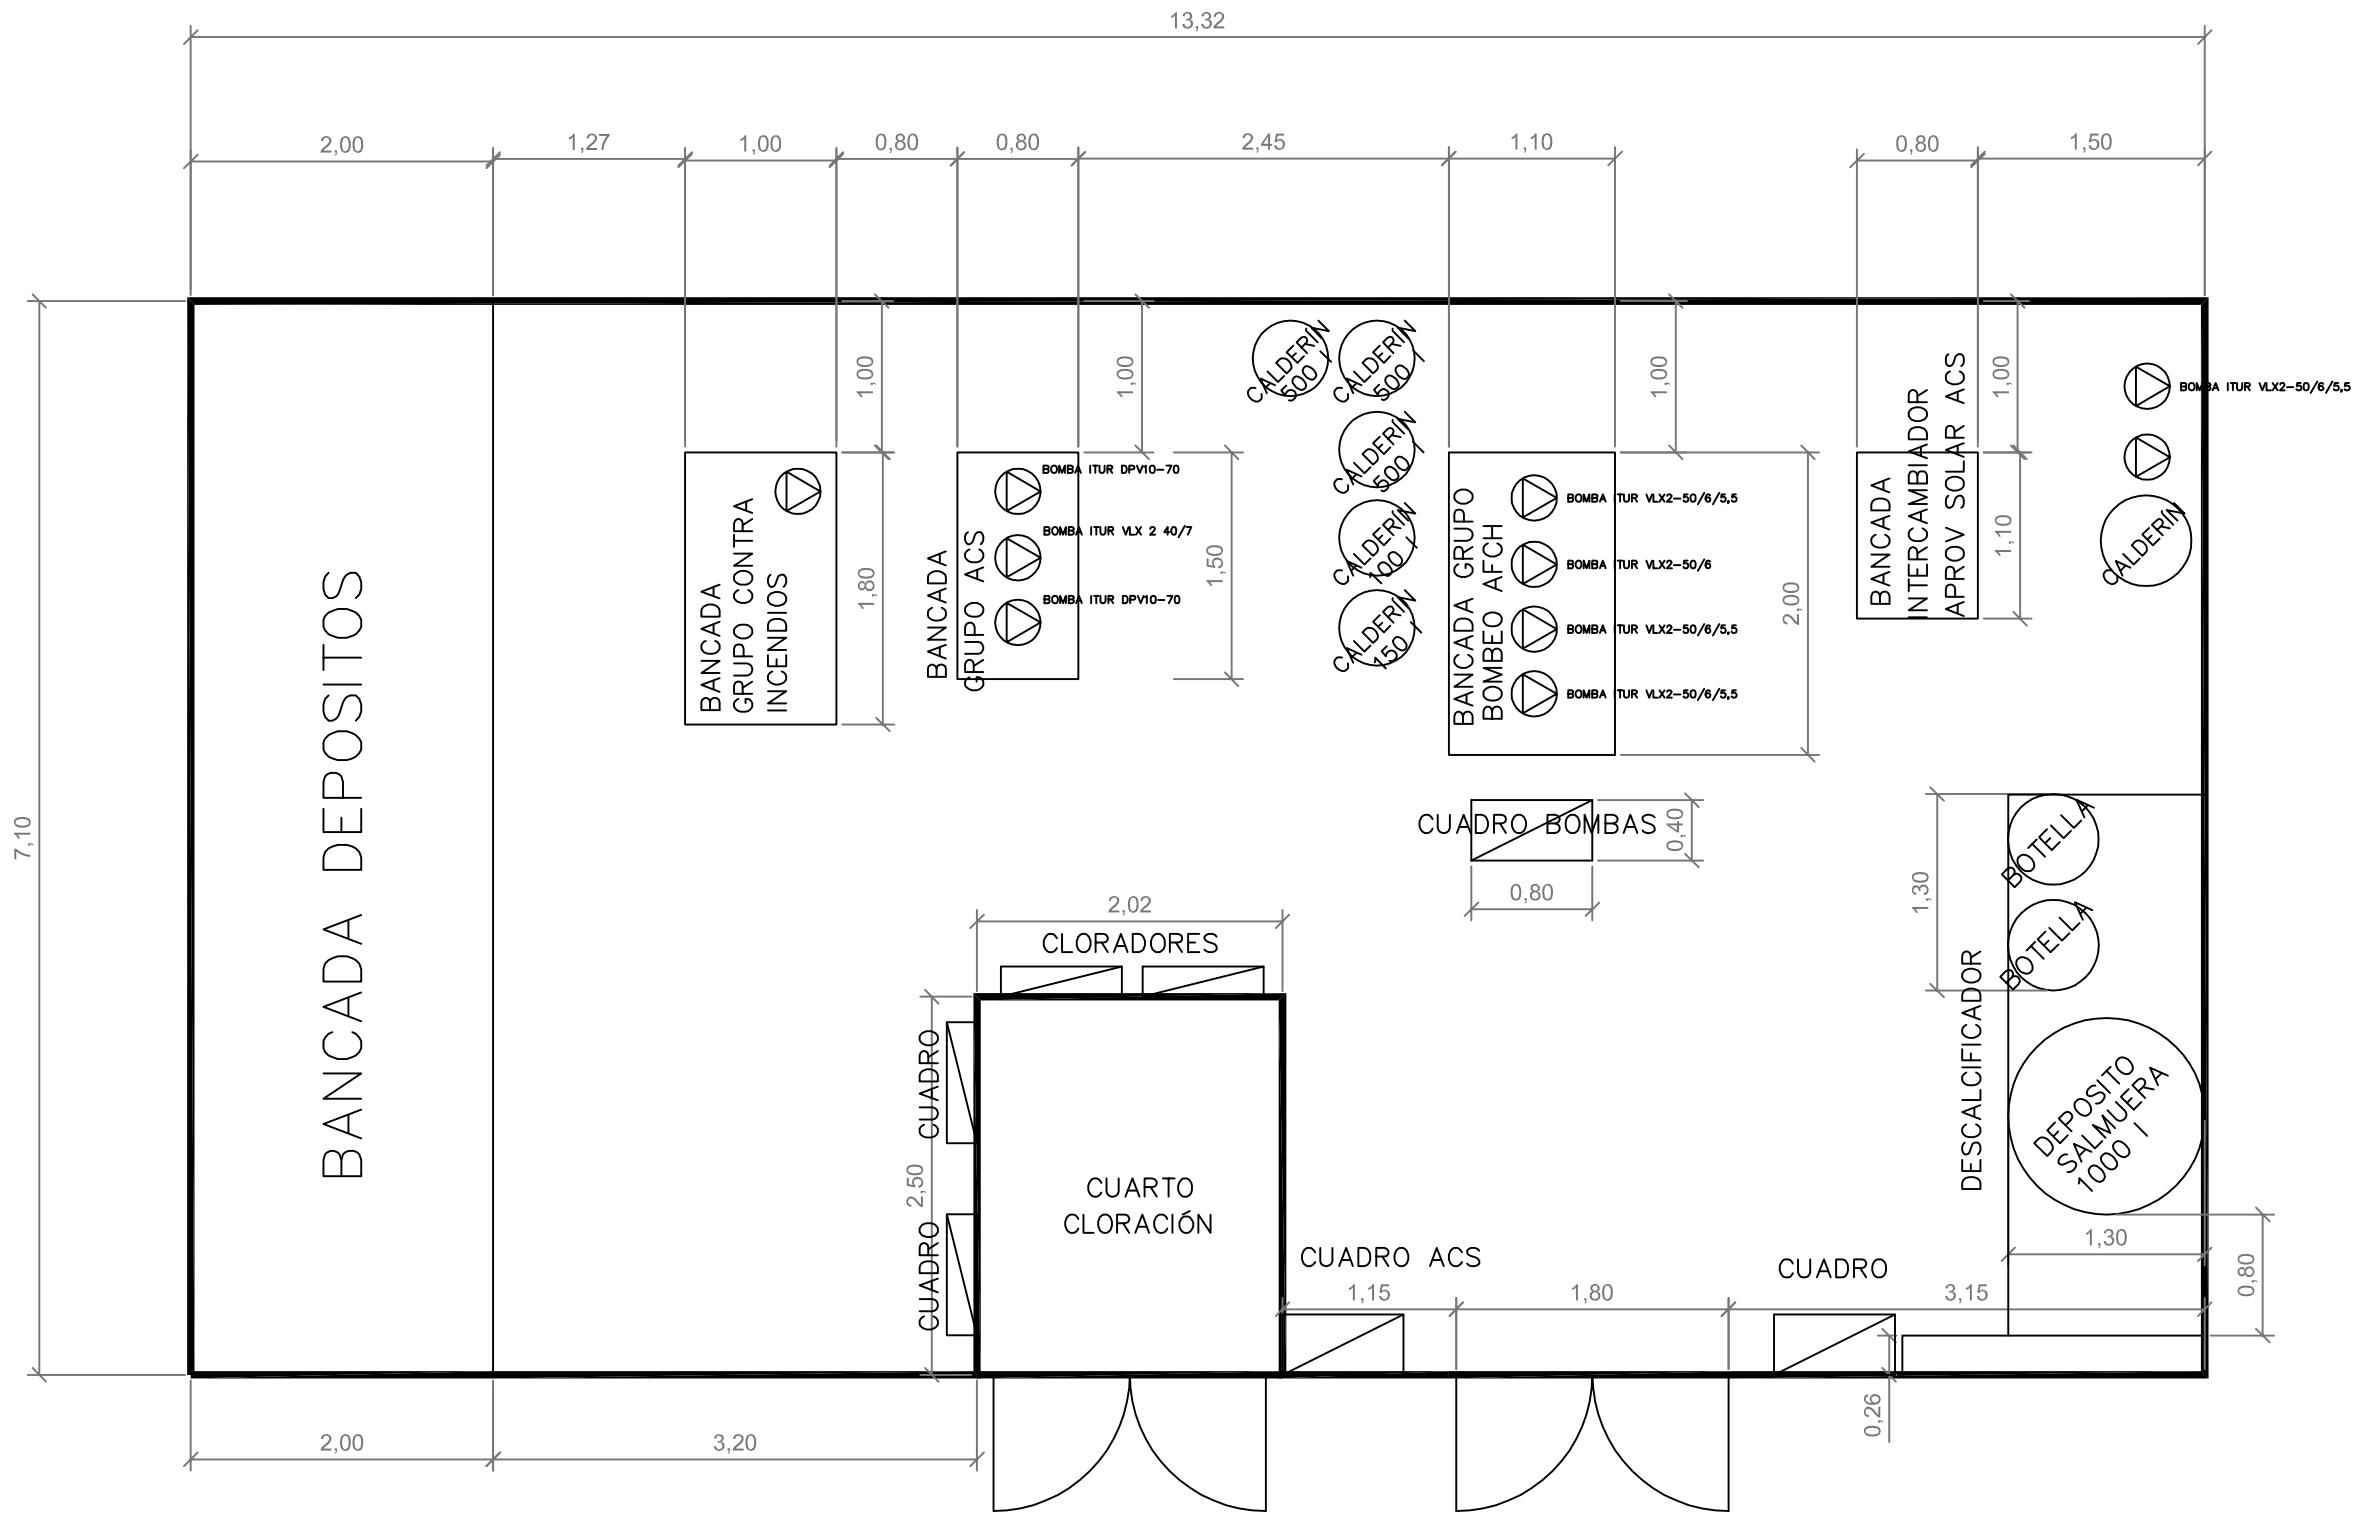 13,32
2,00
1,27
1,00
0,80
0,80
2,45
1,10
0,80
1,50
7,10
BANCADA DEPOSITOS
1,00
1,80
BANCADA
GRUPO CONTRA
INCENDIOS
BANCADA
GRUPO ACS
BOMBA ITUR DPV10-70
BOMBA ITUR VLX 2 40/7
BOMBA ITUR DPV10-70
1,00
1,50
CALDERÍN
500 l
CALDERÍN
500 l
CALDERÍN
500 l
CALDERÍN
100 l
CALDERÍN
150 l
BANCADA GRUPO
BOMBEO AFCH
BOMBA ITUR VLX2-50/6/5,5
BOMBA ITUR VLX2-50/6
BOMBA ITUR VLX2-50/6/5,5
BOMBA ITUR VLX2-50/6/5,5
1,00
2,00
BANCADA
INTERCAMBIADOR
APROV SOLAR ACS
1,00
1,10
BOMBA ITUR VLX2-50/6/5,5
CALDERÍN
CUADRO BOMBAS
0,40
0,80
BOTELLA
BOTELLA
1,30
DESCALCIFICADOR
DEPOSITO
SALMUERA
1000 l
1,30
0,80
2,02
CLORADORES
CUADRO
CUADRO
2,50
CUARTO
CLORACIÓN
CUADRO ACS
CUADRO
1,15
1,80
3,15
0,26
2,00
3,20